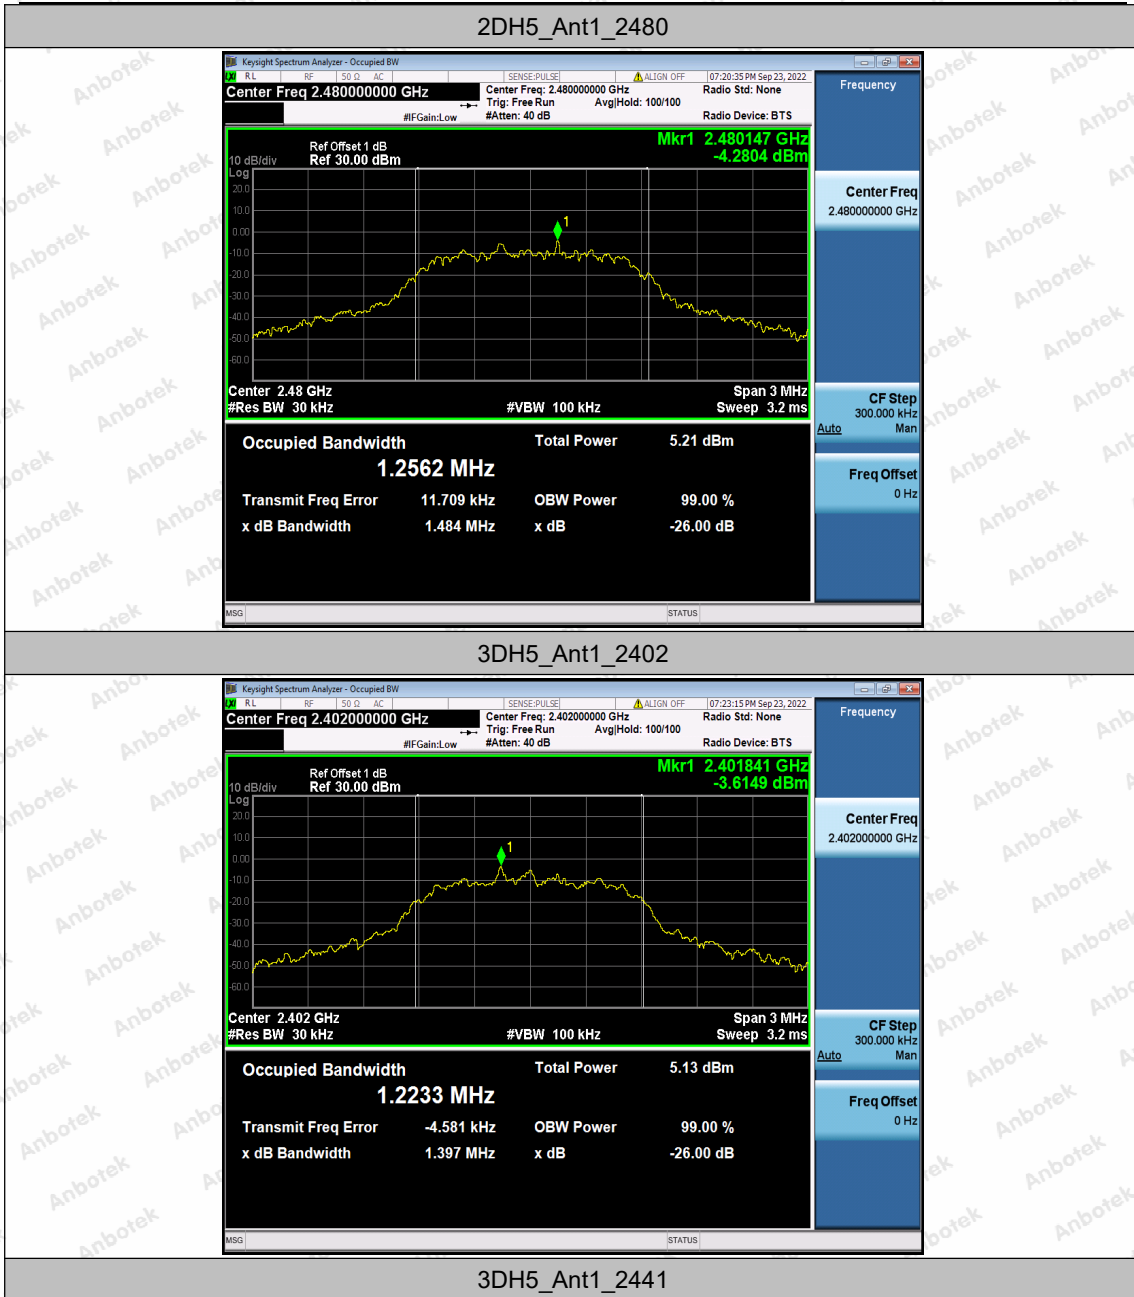 2DH5_Ant1_2480
Keysight Spectrum Analyzer - Occupied BW
LXI RL RF 50 Ω AC SENSE:PULSE ALIGN OFF 07:20:35 PM Sep 23, 2022
Center Freq 2.480000000 GHz
Center Freq: 2.480000000 GHz Radio Std: None
Trig: Free Run Avg|Hold: 100/100
#IFGain:Low #Atten: 40 dB Radio Device: BTS
Frequency
Mkr1 2.480147 GHz
-4.2804 dBm
Ref Offset 1 dB
10 dB/div Ref 30.00 dBm
Log
20.0
10.0
0.00
-10.0
-20.0
-30.0
-40.0
-50.0
-60.0
1
Center 2.48 GHz Span 3 MHz
#Res BW 30 kHz #VBW 100 kHz Sweep 3.2 ms
Center Freq
2.480000000 GHz
CF Step
300.000 kHz
Auto Man
Freq Offset
0 Hz
Occupied Bandwidth Total Power 5.21 dBm
1.2562 MHz
Transmit Freq Error 11.709 kHz OBW Power 99.00 %
x dB Bandwidth 1.484 MHz x dB -26.00 dB
MSG STATUS
3DH5_Ant1_2402
Keysight Spectrum Analyzer - Occupied BW
LXI RL RF 50 Ω AC SENSE:PULSE ALIGN OFF 07:23:15 PM Sep 23, 2022
Center Freq 2.402000000 GHz
Center Freq: 2.402000000 GHz Radio Std: None
Trig: Free Run Avg|Hold: 100/100
#IFGain:Low #Atten: 40 dB Radio Device: BTS
Frequency
Mkr1 2.401841 GHz
-3.6149 dBm
Ref Offset 1 dB
10 dB/div Ref 30.00 dBm
Log
20.0
10.0
0.00
-10.0
-20.0
-30.0
-40.0
-50.0
-60.0
1
Center 2.402 GHz Span 3 MHz
#Res BW 30 kHz #VBW 100 kHz Sweep 3.2 ms
Center Freq
2.402000000 GHz
CF Step
300.000 kHz
Auto Man
Freq Offset
0 Hz
Occupied Bandwidth Total Power 5.13 dBm
1.2233 MHz
Transmit Freq Error -4.581 kHz OBW Power 99.00 %
x dB Bandwidth 1.397 MHz x dB -26.00 dB
MSG STATUS
3DH5_Ant1_2441
Anbotek